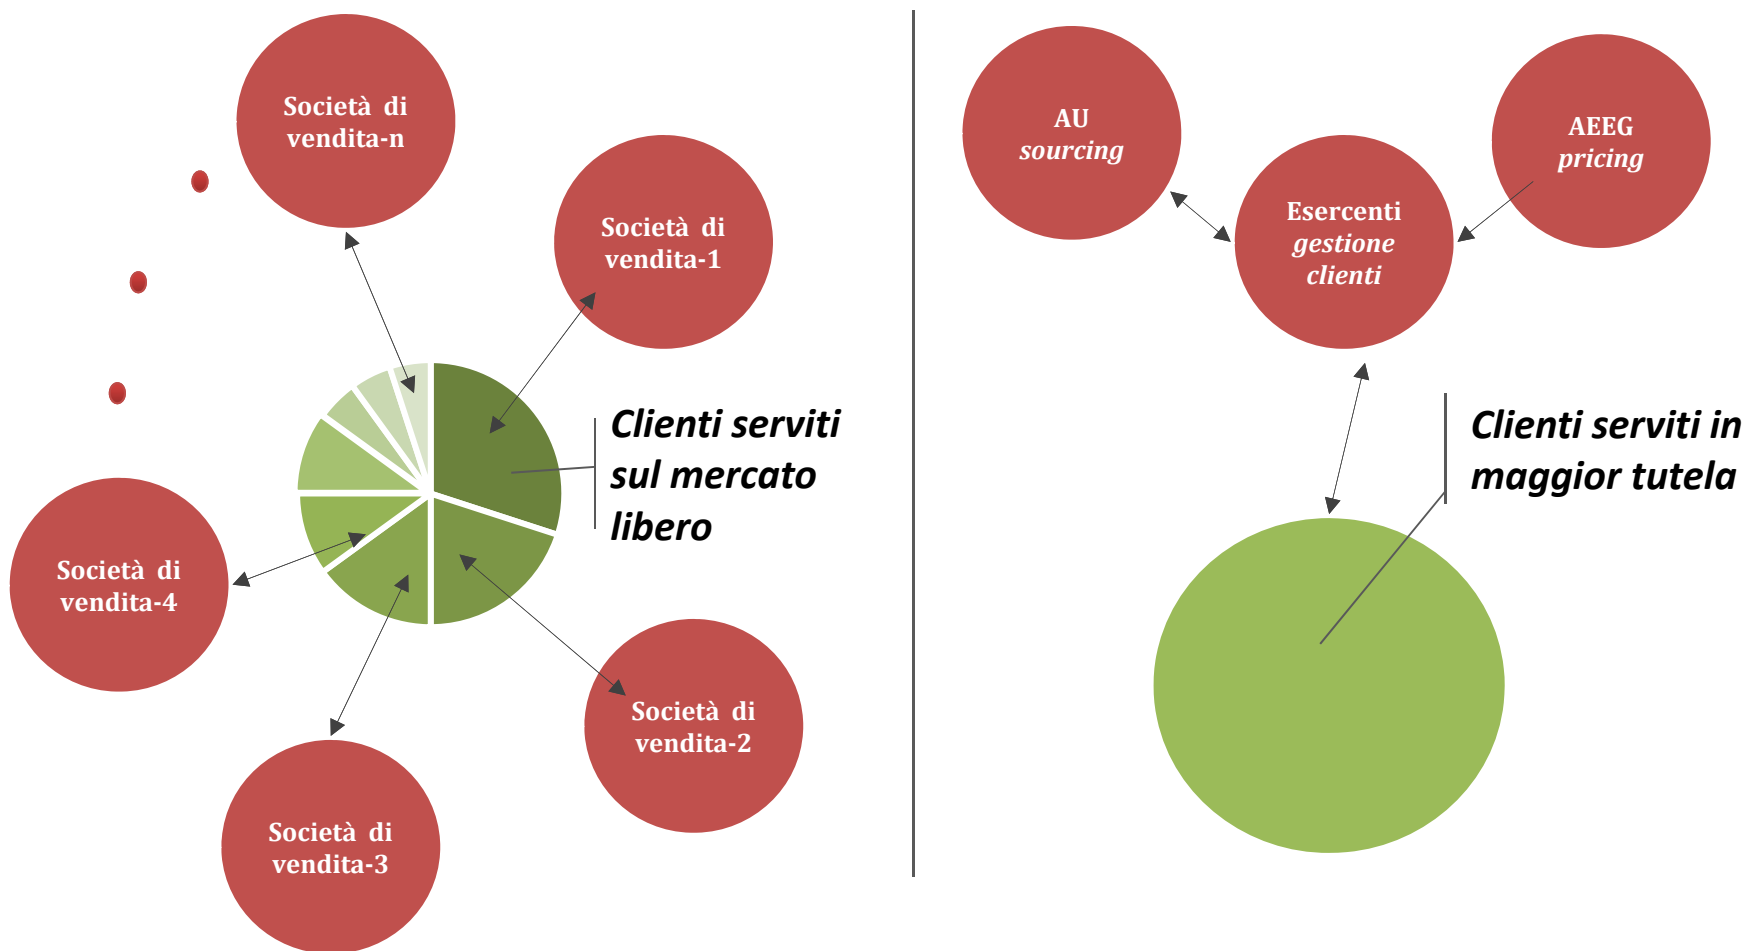 Società di
vendita-n
Società di
vendita-1
Clienti serviti
sul mercato
libero
Società di
vendita-4
Società di
vendita-2
Società di
vendita-3
AU
sourcing
AEEG
pricing
Esercenti
gestione
clienti
Clienti serviti in
maggior tutela